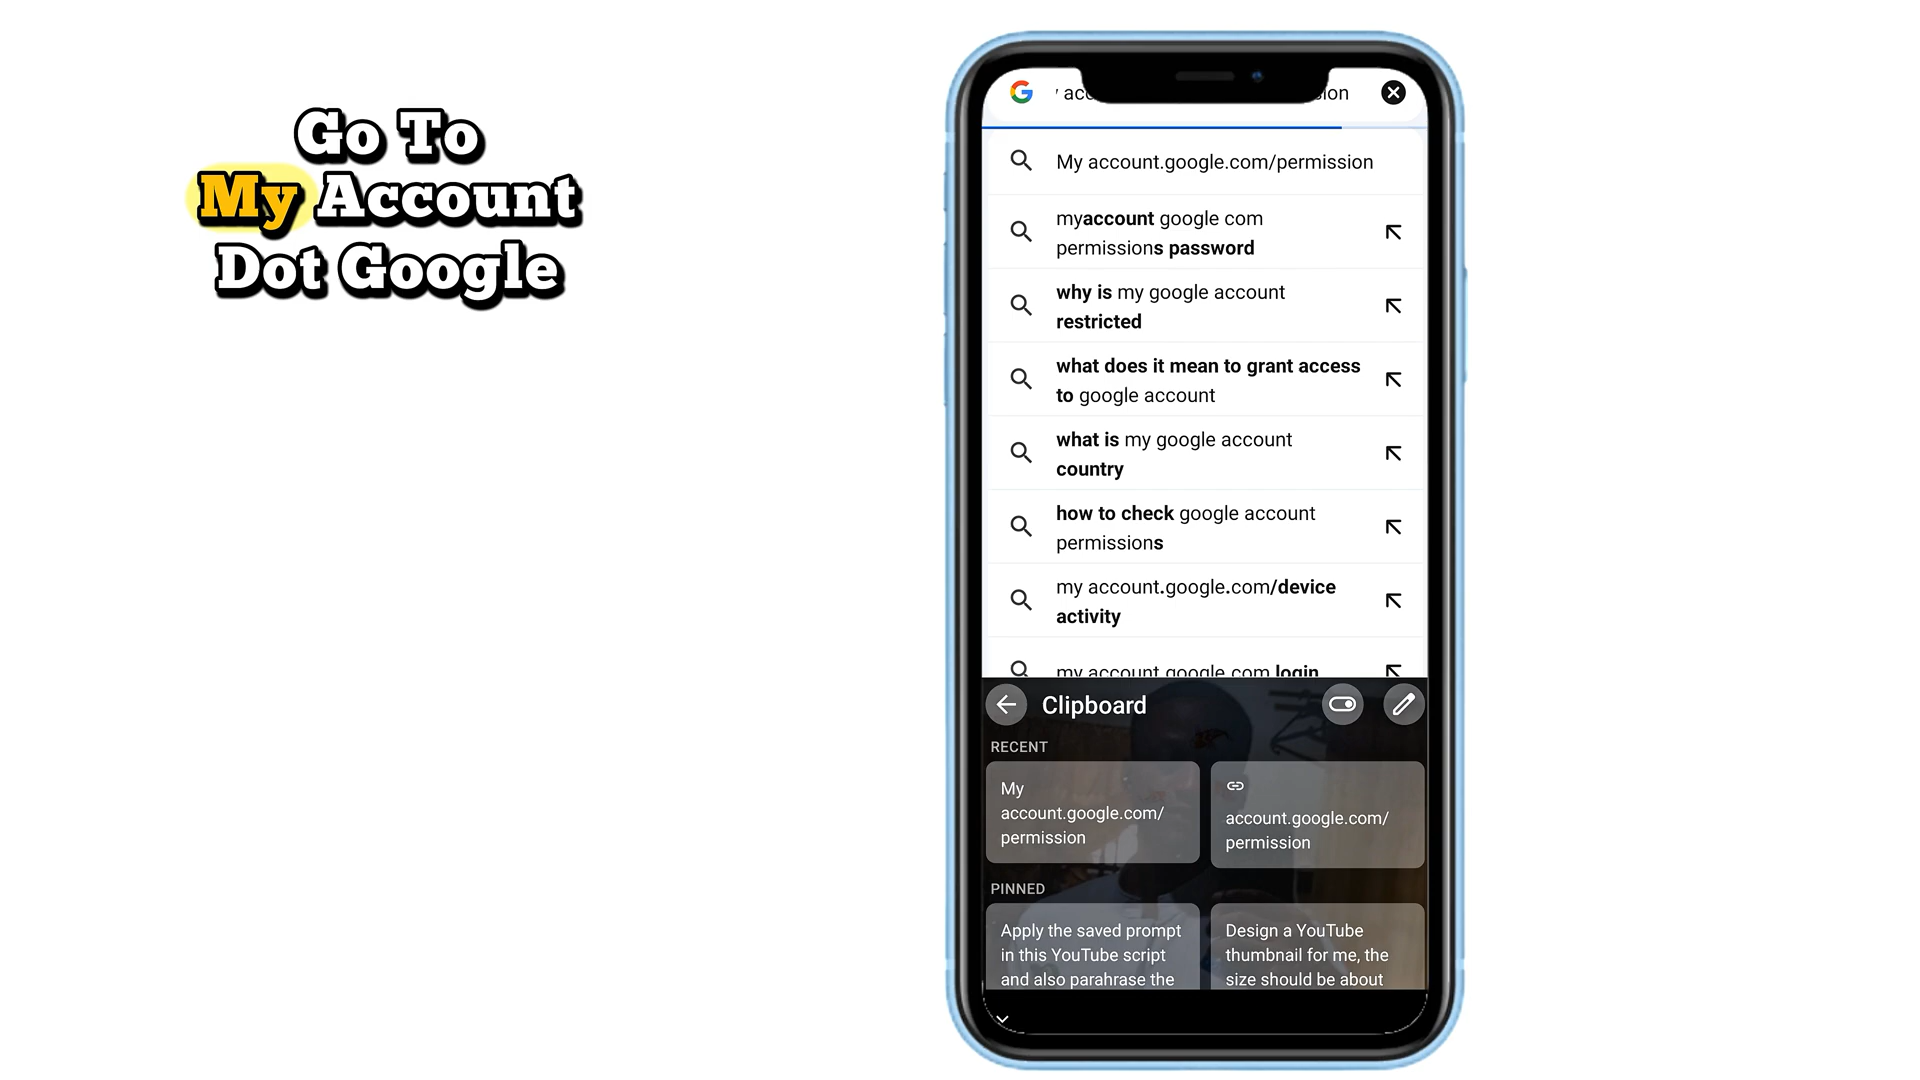 Go To
My Account
Dot Google
sion
My account.google.com/permission
myaccount google com
permissions password
why is my google account
restricted
what does it mean to grant access
to google account
what is my google account
country
how to check google account
permissions
my account.google.com/device
activity
my account google com login
Clipboard
RECENT
My
account.google.com/
permission
account.google.com/
permission
PINNED
Apply the saved prompt
in this YouTube script
and also parahrase the
Design a YouTube
thumbnail for me, the
size should be about